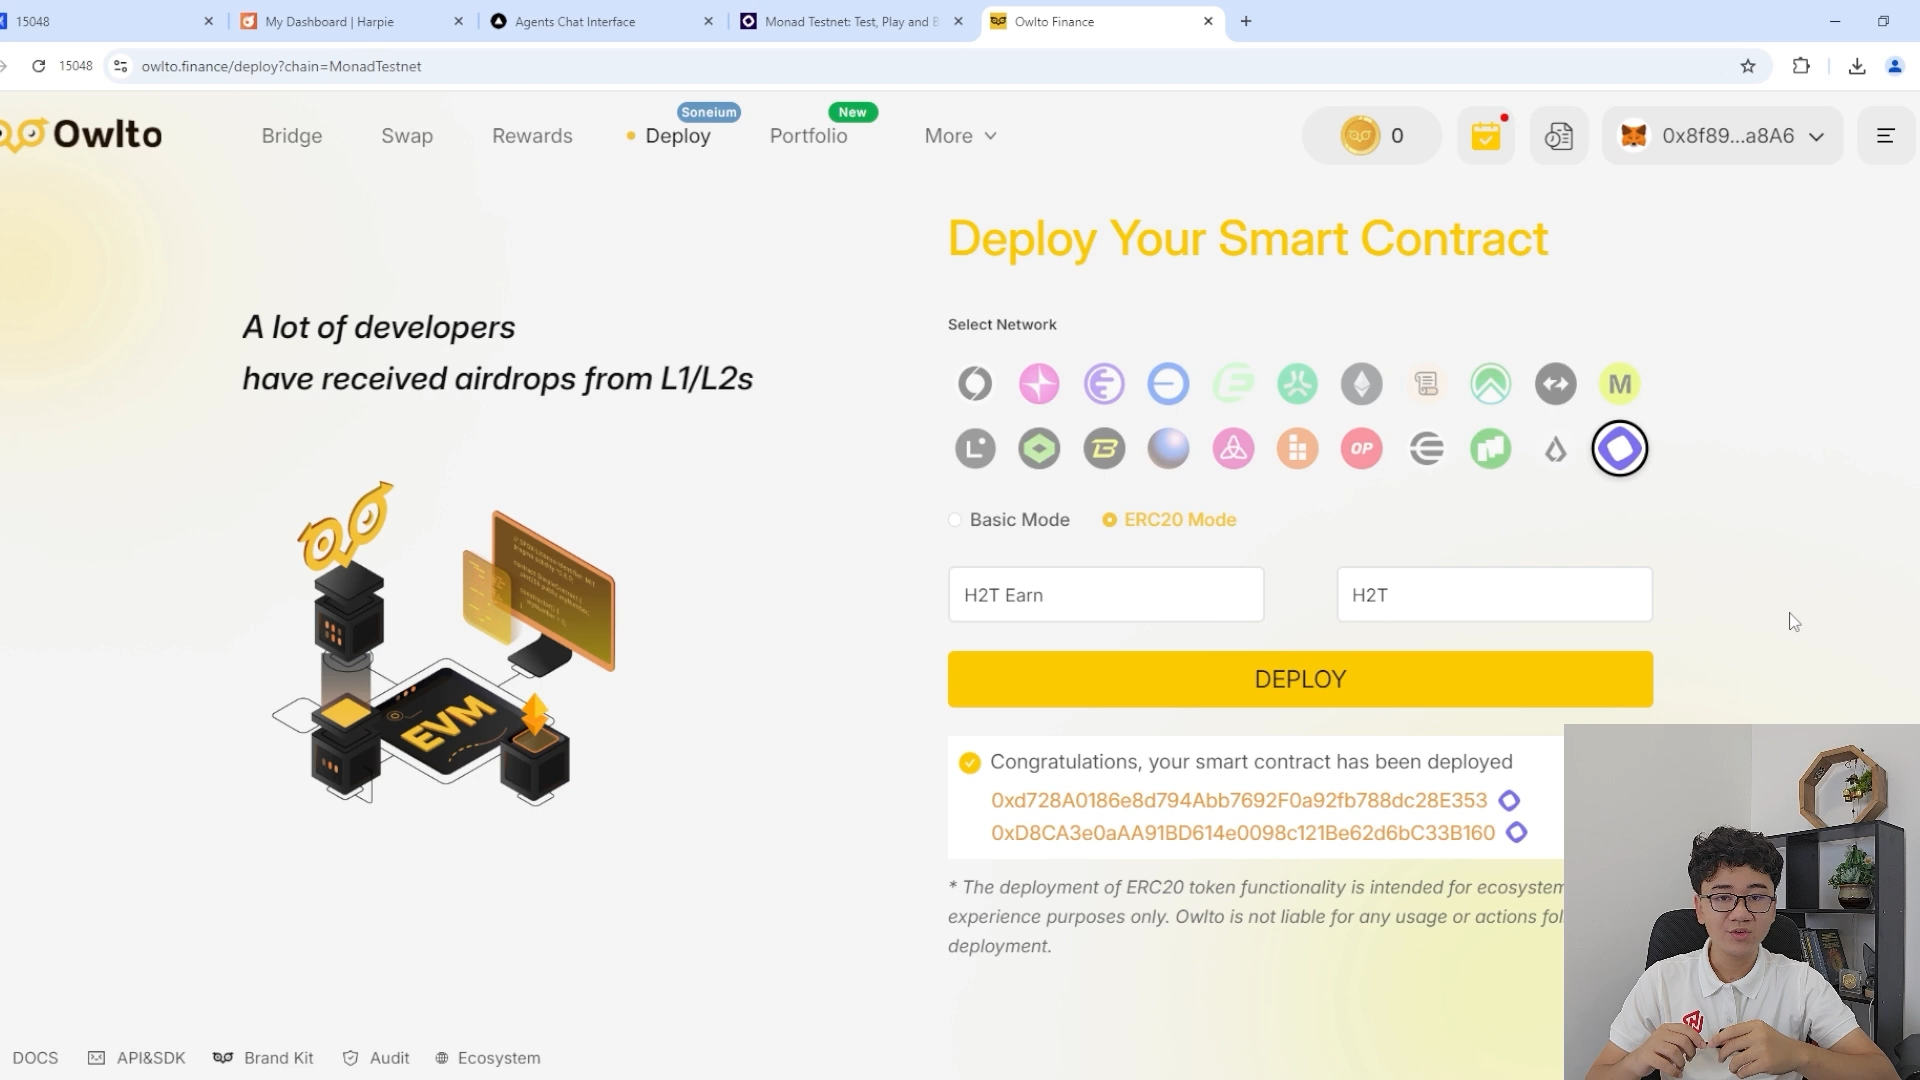 15048
My Dashboard | Harpie
Agents Chat Interface
Monad Testnet: Test, Play and B
Owlto Finance
15048
owlto.finance/deploy?chain=MonadTestnet
Owlto
Bridge
Swap
Rewards
Soneium
Deploy
New
Portfolio
More
0
0x8f89...a8A6
A lot of developers
have received airdrops from L1/L2s
EVM
Deploy Your Smart Contract
Select Network
M
L
B
OP
Basic Mode
ERC20 Mode
H2T Earn
H2T
DEPLOY
Congratulations, your smart contract has been deployed
0xd728A0186e8d794Abb7692F0a92fb788dc28E353
0xD8CA3e0aAA91BD614e0098c121Be62d6bC33B160
* The deployment of ERC20 token functionality is intended for ecosystem
experience purposes only. Owlto is not liable for any usage or actions fol
deployment.
DOCS
API&SDK
Brand Kit
Audit
Ecosystem